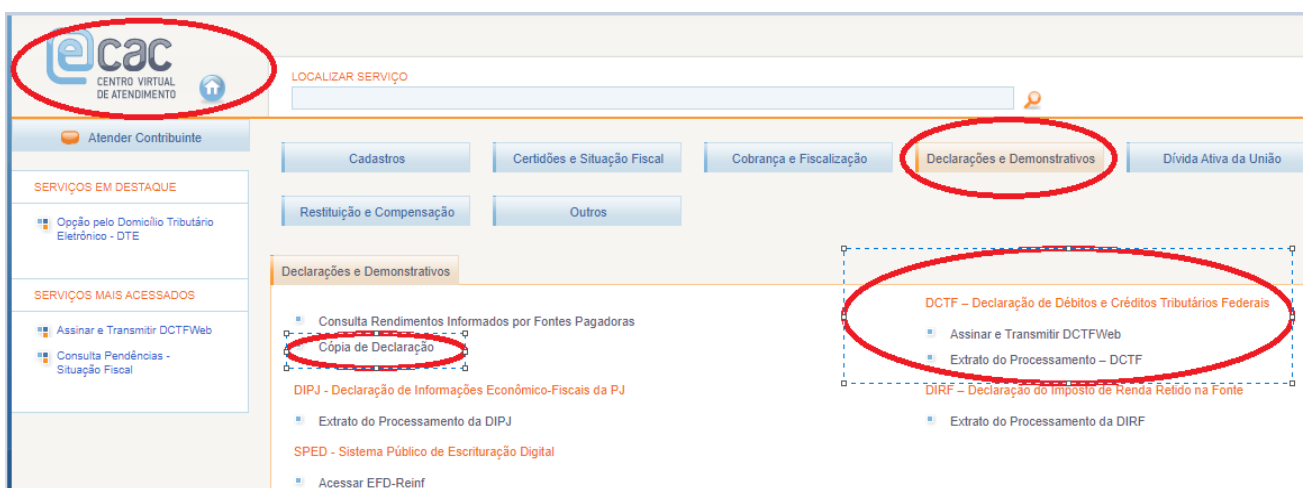 ecac
CENTRO VIRTUAL
DE ATENDIMENTO
LOCALIZAR SERVIÇO
Atender Contribuinte
Cadastros
Certidões e Situação Fiscal
Cobrança e Fiscalização
Declarações e Demonstrativos
Dívida Ativa da União
Restituição e Compensação
Outros
SERVIÇOS EM DESTAQUE
Opção pelo Domicílio Tributário
Eletrônico - DTE
SERVIÇOS MAIS ACESSADOS
Assinar e Transmitir DCTFWeb
Consulta Pendências -
Situação Fiscal
Declarações e Demonstrativos
Consulta Rendimentos Informados por Fontes Pagadoras
Cópia de Declaração
DIPJ - Declaração de Informações Econômico-Fiscais da PJ
Extrato do Processamento da DIPJ
SPED - Sistema Público de Escrituração Digital
Acessar EFD-Reinf
DCTF – Declaração de Débitos e Créditos Tributários Federais
Assinar e Transmitir DCTFWeb
Extrato do Processamento – DCTF
DIRF – Declaração do Imposto de Renda Retido na Fonte
Extrato do Processamento da DIRF